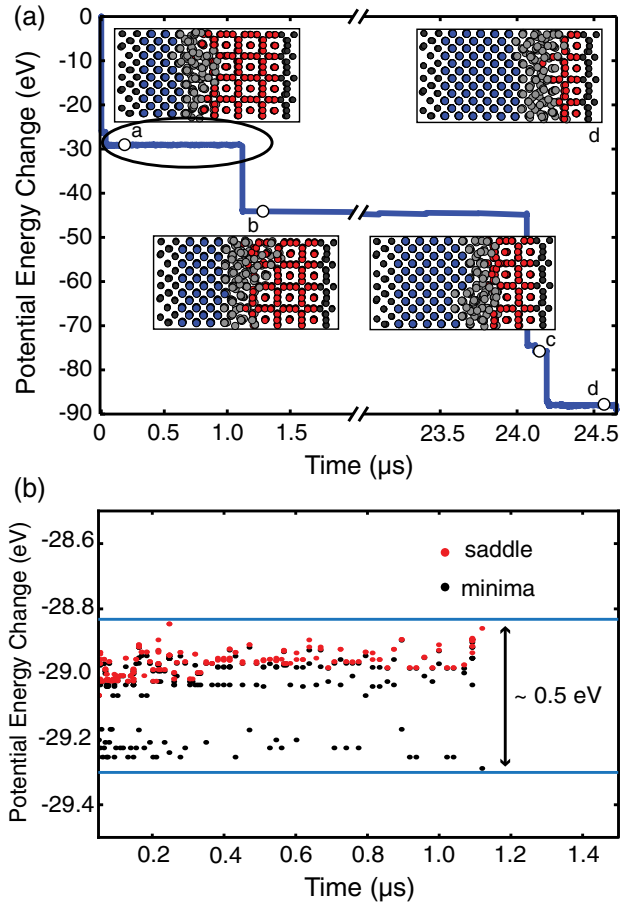 (a)
Potential Energy Change (eV)
0
-10
-20
-30
-40
-50
-60
-70
-80
-90
a
b
c
d
d
0 0.5 1.0 1.5 23.5 24.0 24.5
Time (µs)
(b)
Potential Energy Change (eV)
-28.6
-28.8
-29.0
-29.2
-29.4
saddle
minima
~ 0.5 eV
0.2 0.4 0.6 0.8 1.0 1.2 1.4
Time (µs)